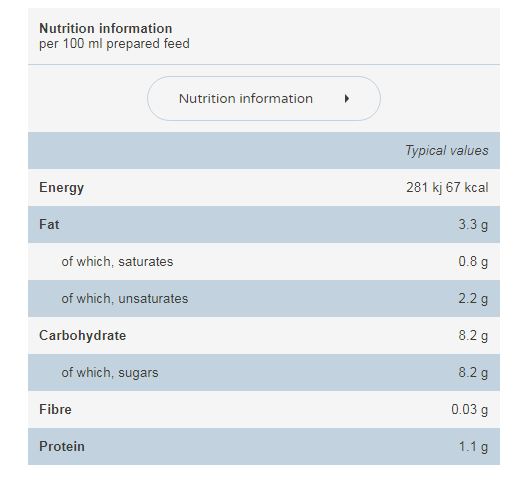 Nutrition information
per 100 ml prepared feed
Nutrition information
Typical values
Energy 281 kj 67 kcal
Fat 3.3 g
of which, saturates 0.8 g
of which, unsaturates 2.2 g
Carbohydrate 8.2 g
of which, sugars 8.2 g
Fibre 0.03 g
Protein 1.1 g